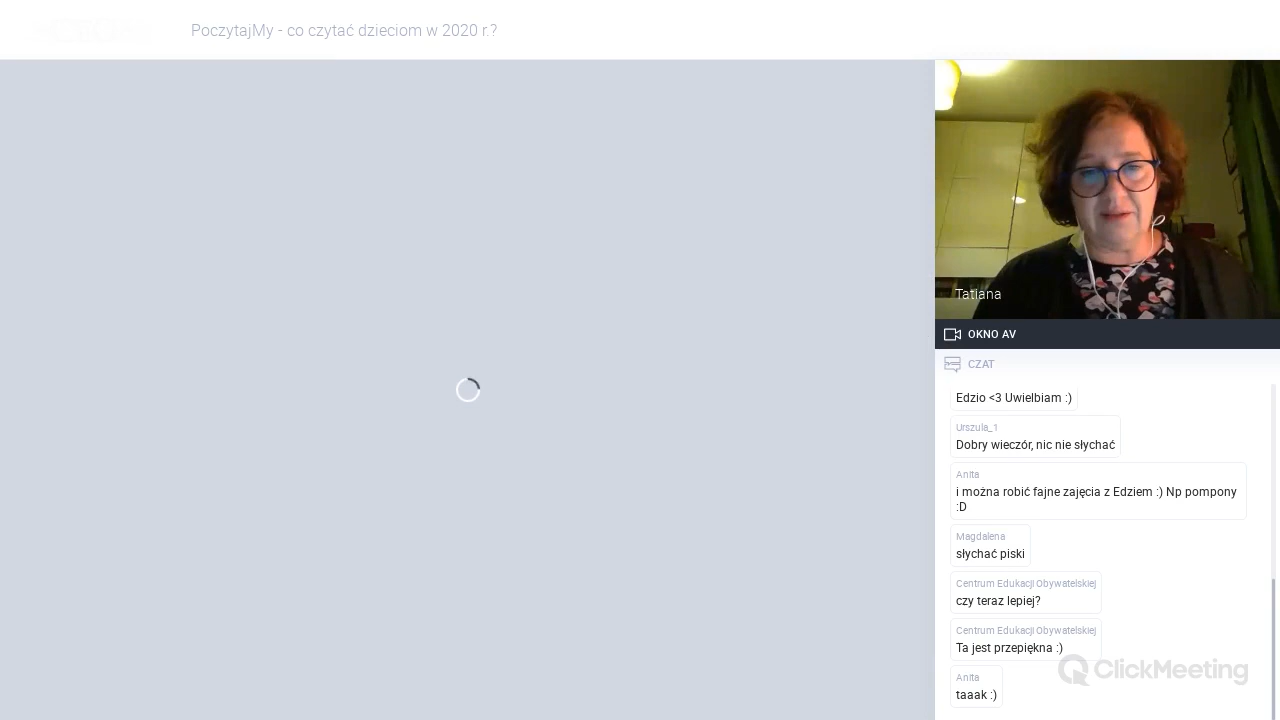 PoczytajMy - co czytać dzieciom w 2020 r.?
Tatiana
OKNO AV
CZAT
Edzio <3 Uwielbiam :)
Urszula_1
Dobry wieczór, nic nie słychać
Anita
i można robić fajne zajęcia z Edziem :) Np pompony
:D
Magdalena
słychać piski
Centrum Edukacji Obywatelskiej
czy teraz lepiej?
Centrum Edukacji Obywatelskiej
Ta jest przepiękna :)
ClickMeeting
Anita
taaak :)